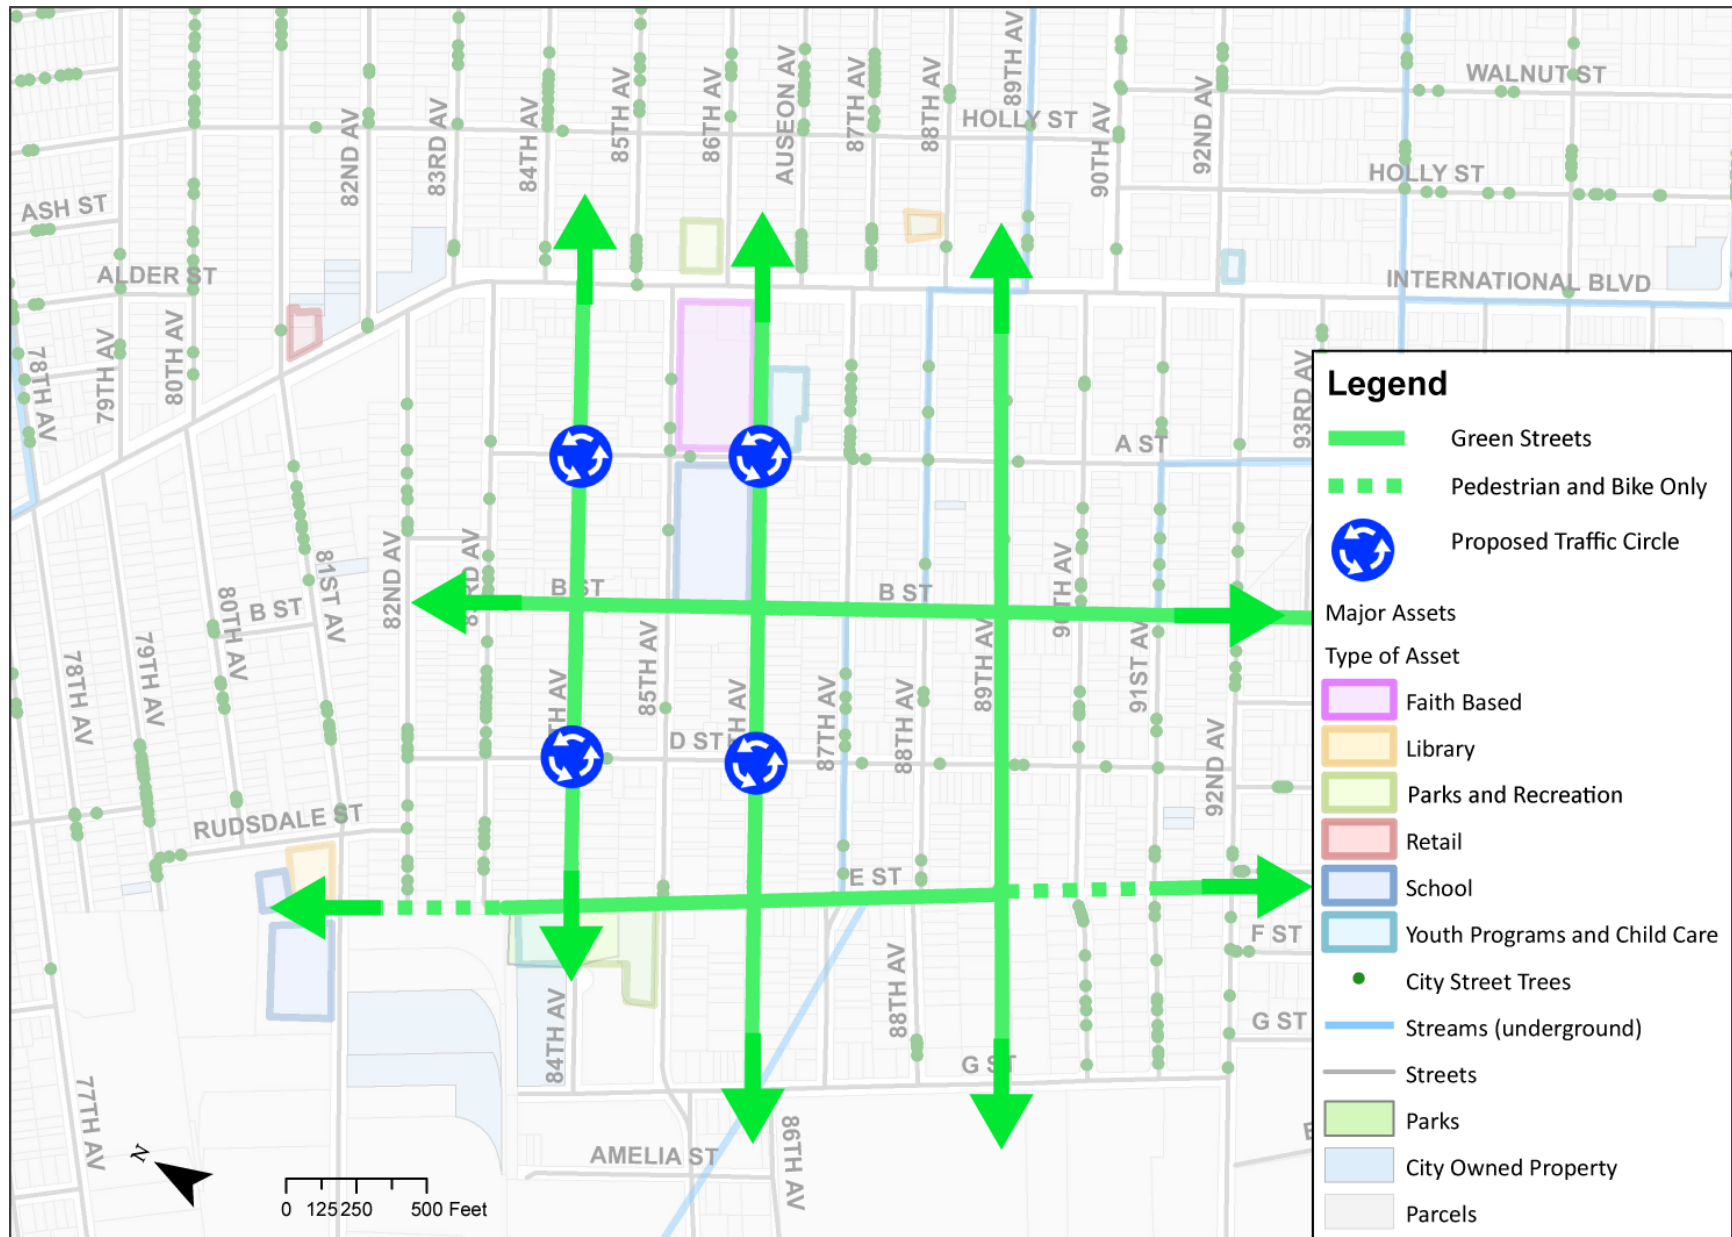 WALNUT ST
HOLLY ST
HOLLY ST
82ND AV
83RD AV
84TH AV
85TH AV
86TH AV
AUSEON AV
87TH AV
88TH AV
89TH AV
90TH AV
92ND AV
ASH ST
ALDER ST
INTERNATIONAL BLVD
78TH AV
79TH AV
80TH AV
93RD AV
A ST
81ST AV
82ND AV
B ST
B ST
90TH AV
B ST
80TH AV
79TH AV
78TH AV
85TH AV
87TH AV
88TH AV
89TH AV
91ST AV
92ND AV
D ST
RUDSDALE ST
E ST
F ST
88TH AV
84TH AV
G ST
G ST
77TH AV
AMELIA ST
86TH AV
N
0 125 250 500 Feet
Legend
Green Streets
Pedestrian and Bike Only
Proposed Traffic Circle
Major Assets
Type of Asset
Faith Based
Library
Parks and Recreation
Retail
School
Youth Programs and Child Care
City Street Trees
Streams (underground)
Streets
Parks
City Owned Property
Parcels